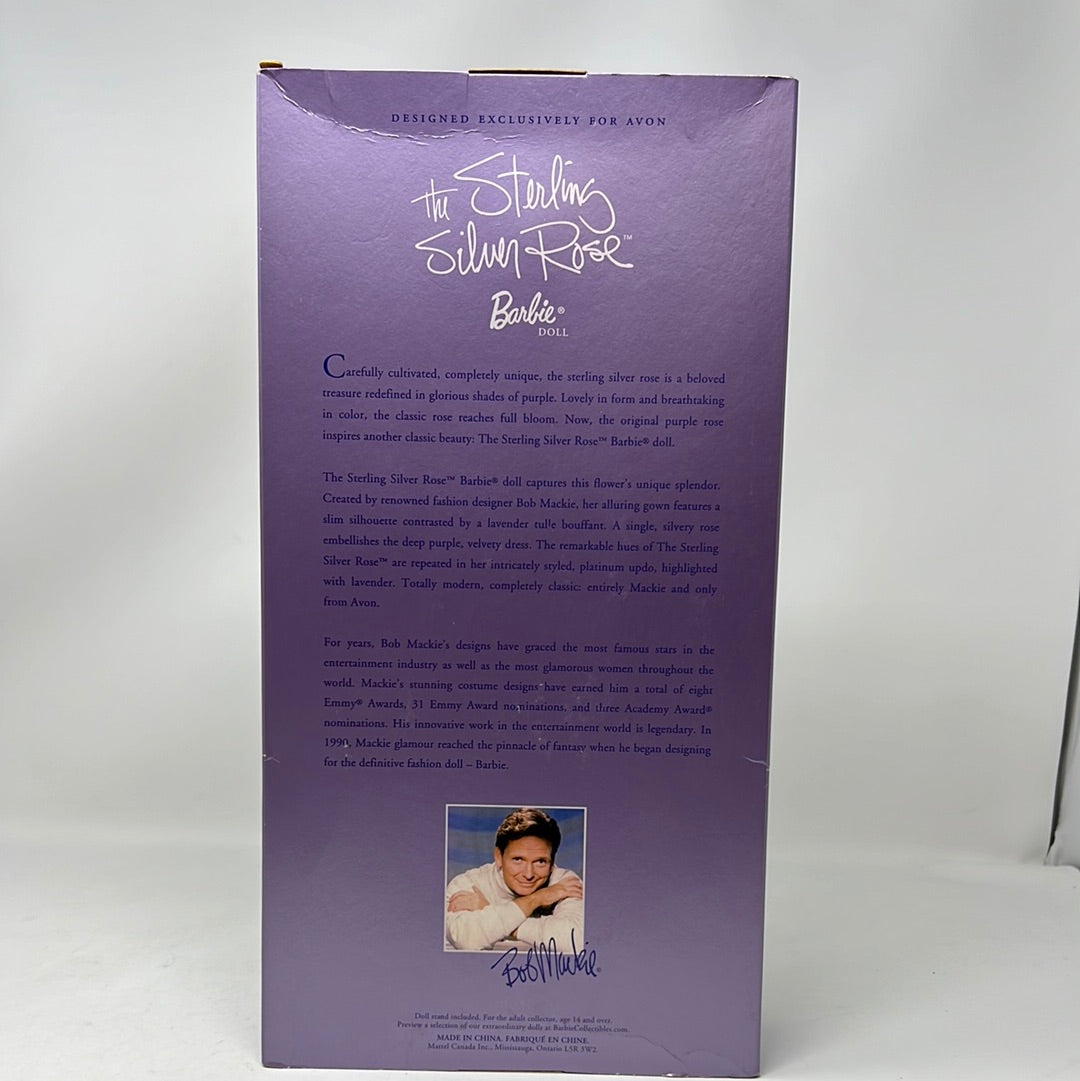 DESIGNED EXCLUSIVELY FOR AVON
the Sterling
Silver Rose™
Barbie®
DOLL
Carefully cultivated, completely unique, the sterling silver rose is a beloved
treasure redefined in glorious shades of purple. Lovely in form and breathtaking
in color, the classic rose reaches full bloom. Now, the original purple rose
inspires another classic beauty: The Sterling Silver Rose™ Barbie® doll.
The Sterling Silver Rose™ Barbie® doll captures this flower's unique splendor.
Created by renowned fashion designer Bob Mackie, her alluring gown features a
slim silhouette contrasted by a lavender tulle bouffant. A single, silvery rose
embellishes the deep purple, velvety dress. The remarkable hues of The Sterling
Silver Rose™ are repeated in her intricately styled, platinum updo, highlighted
with lavender. Totally modern, completely classic: entirely Mackie and only
from Avon.
For years, Bob Mackie's designs have graced the most famous stars in the
entertainment industry as well as the most glamorous women throughout the
world. Mackie's stunning costume designs have earned him a total of eight
Emmy® Awards, 31 Emmy Award nominations, and three Academy Award®
nominations. His innovative work in the entertainment world is legendary. In
1990, Mackie glamour reached the pinnacle of fantasy when he began designing
for the definitive fashion doll – Barbie.
Bob Mackie®
Doll stand included. For the adult collector, age 14 and over.
Preview a selection of our extraordinary dolls at BarbieCollectibles.com.
MADE IN CHINA. FABRIQUÉ EN CHINE.
Mattel Canada Inc., Mississauga, Ontario L5R 3W2.